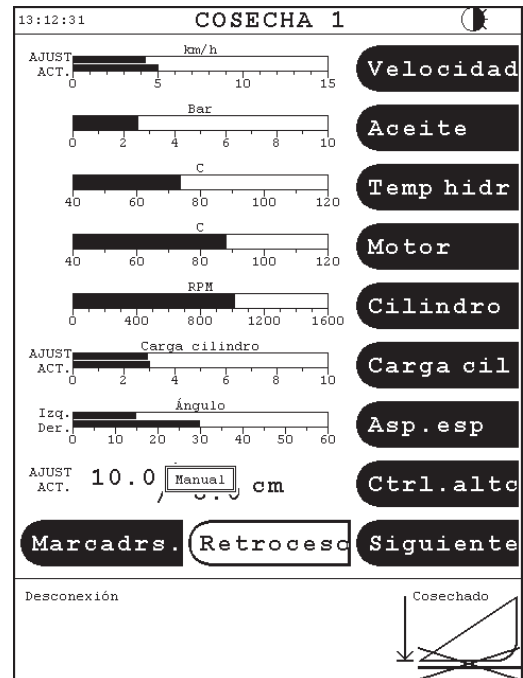 13:12:31 COSECHA 1
km/h
AJUST
ACT.
0 5 10 15
Velocidad
Bar
0 2 4 6 8 10
Aceite
C
40 60 80 100 120
Temp hidr
C
40 60 80 100 120
Motor
RPM
0 400 800 1200 1600
Cilindro
Carga cilindro
AJUST
ACT.
0 2 4 6 8 10
Carga cil
Ángulo
Izq.
Der.
0 10 20 30 40 50 60
Asp.esp
AJUST
ACT.
10.0 / Manual cm
Ctrl.altc
Marcadrs. Retroceso Siguiente
Desconexión Cosechado